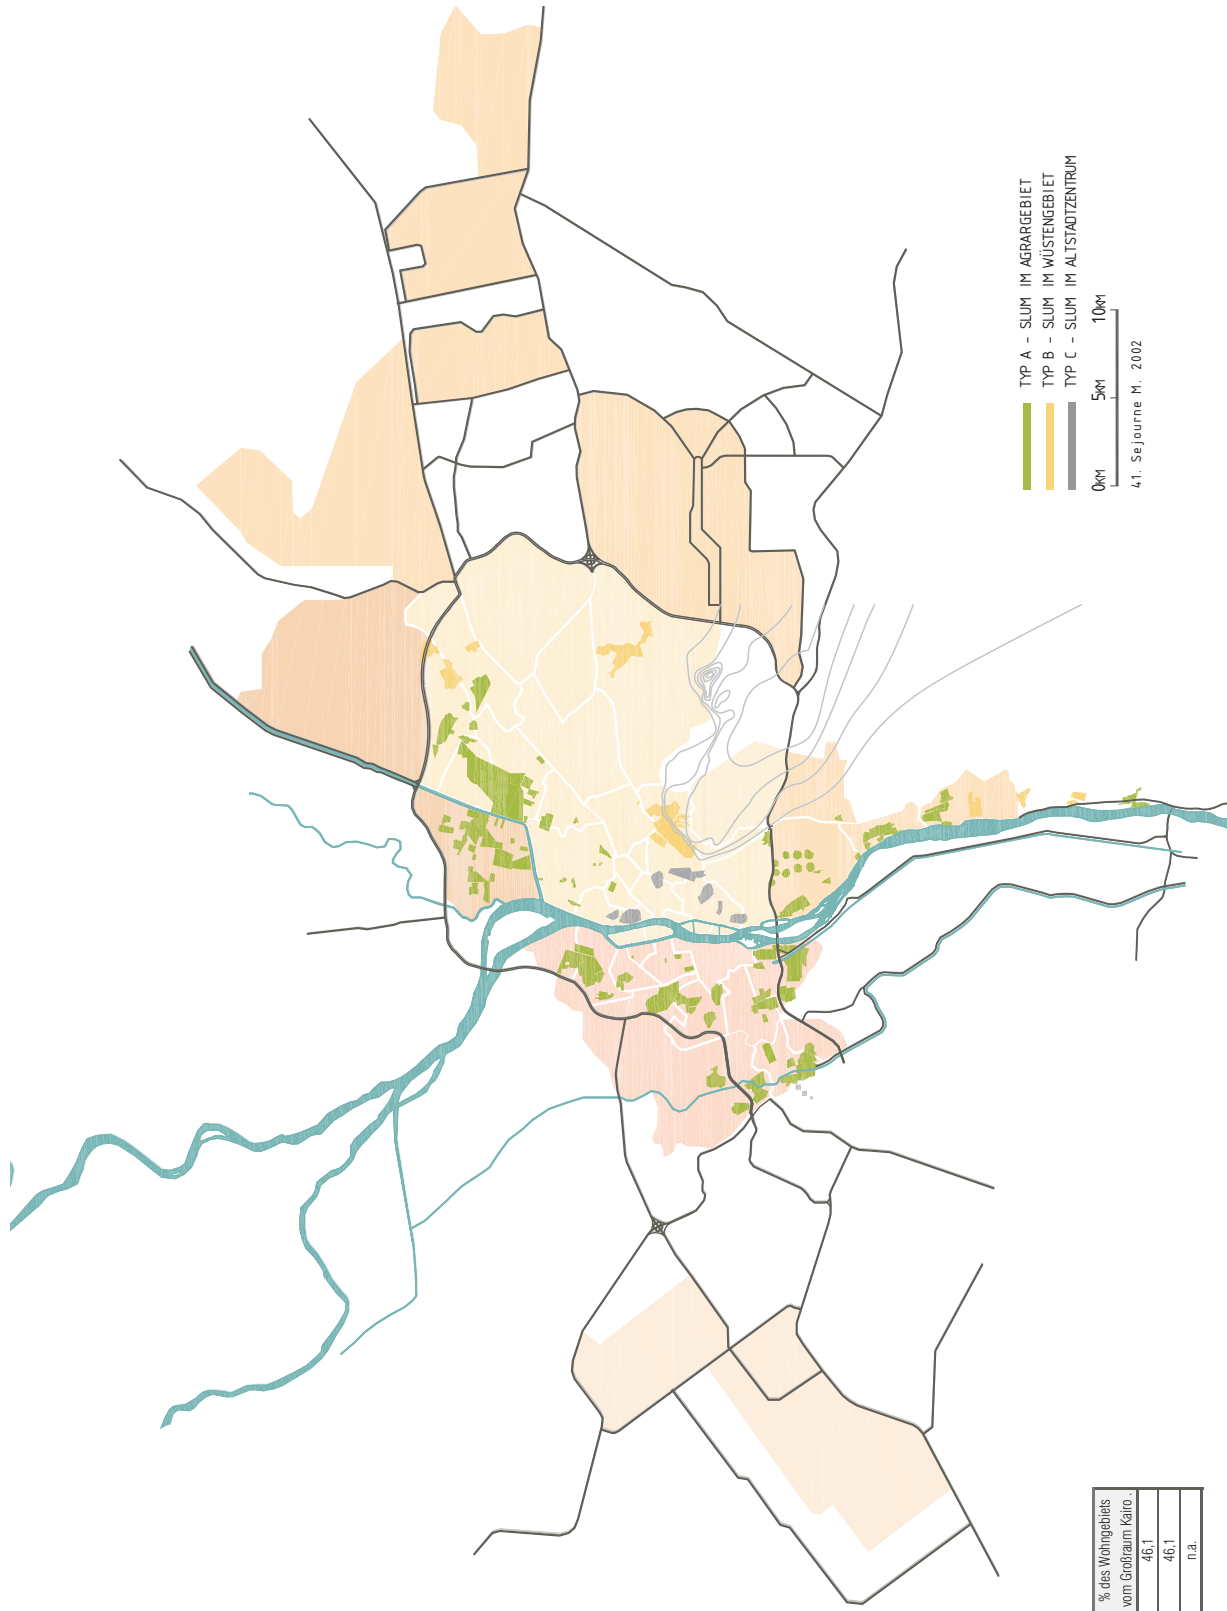 TYP A - SLUM IM AGRARGEBIET
TYP B - SLUM IM WÜSTENGEBIET
TYP C - SLUM IM ALTSTADTZENTRUM
0KM 5KM 10KM
41. Sejourne M. 2002
% des Wohngebiets
vom Großraum Kairo .
46,1
46,1
n.a.